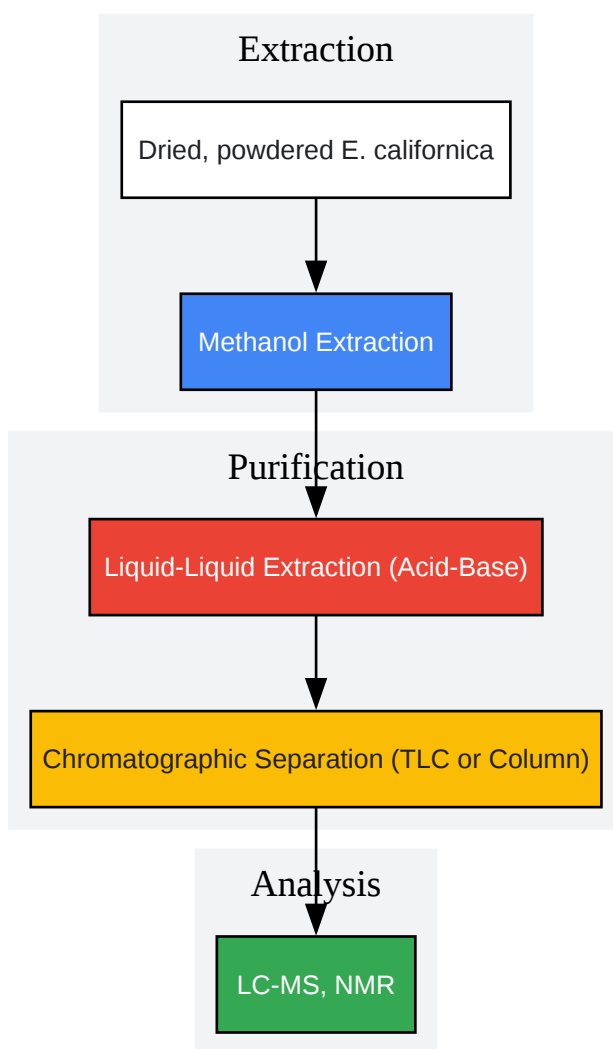 Extraction
Dried, powdered E. californica
Methanol Extraction
Purification
Liquid-Liquid Extraction (Acid-Base)
Chromatographic Separation (TLC or Column)
Analysis
LC-MS, NMR